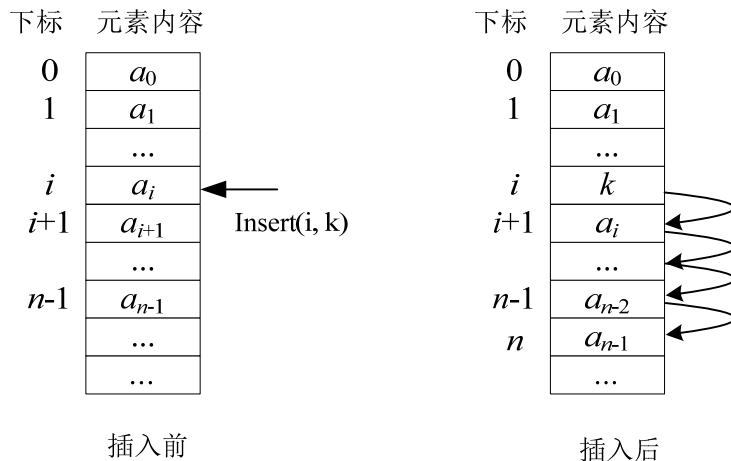 下标 元素内容 下标 元素内容
0 a0 0 a0
1 a1 1 a1
... ...
i ai i k
Insert(i, k)
i+1 ai+1 i+1 ai
... ...
n-1 an-1 n-1 an-2
... n an-1
... ...
插入前 插入后